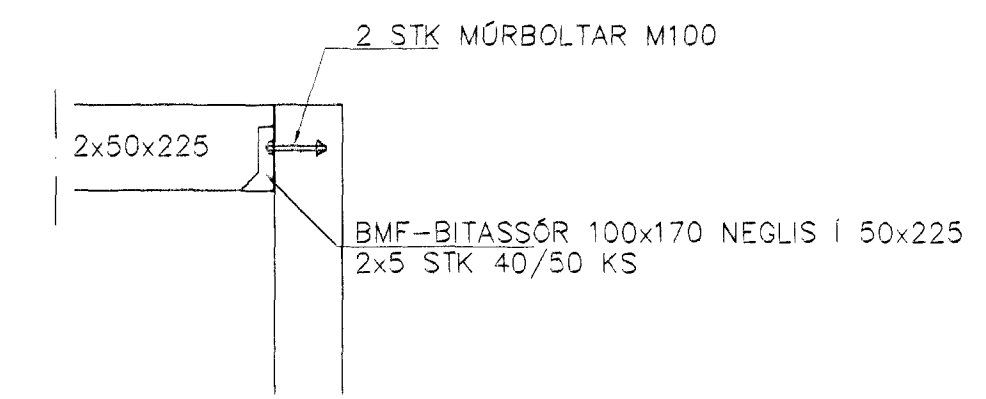 2 STK MÚRBOLTAR M100
2x50x225
BMF-BITASSÓR 100x170 NEGLIS Í 50x225
2x5 STK 40/50 KS